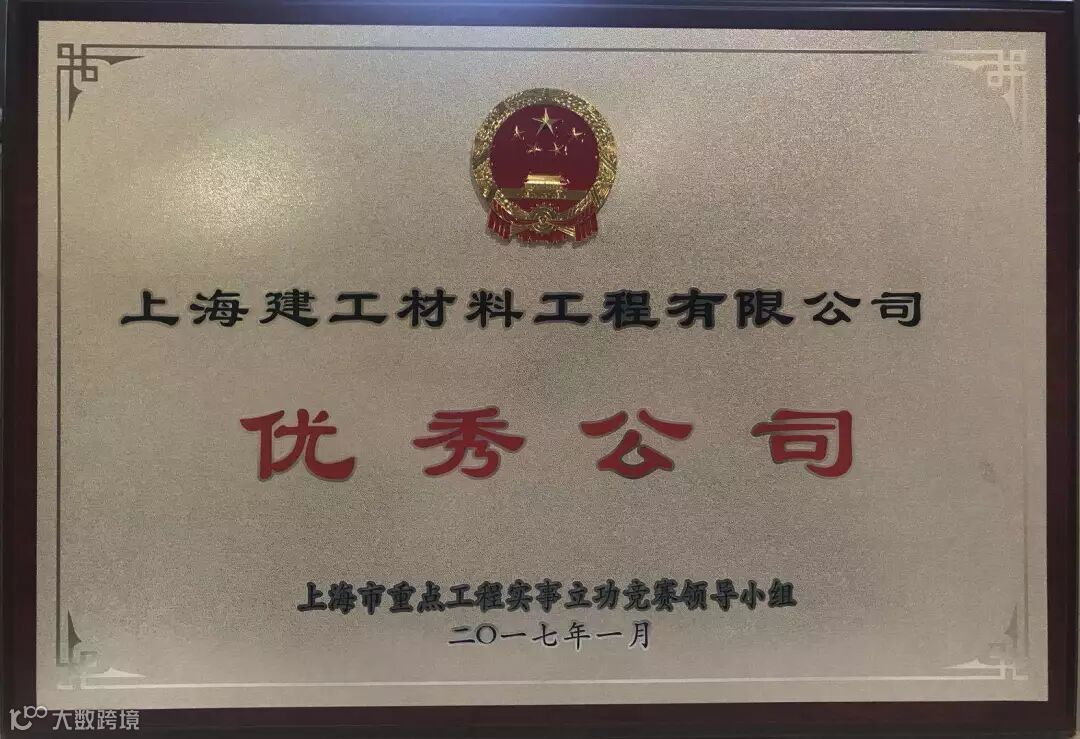 上海建工材料工程有限公司
优秀公司
上海市重点工程实事立功竞赛领导小组
二〇一七年一月
大数跨境